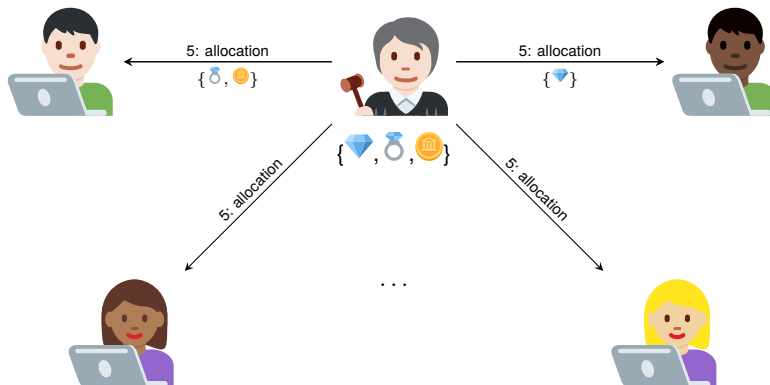 5: allocation
{ , }
5: allocation
{ }
{ , , }
5: allocation
5: allocation
...